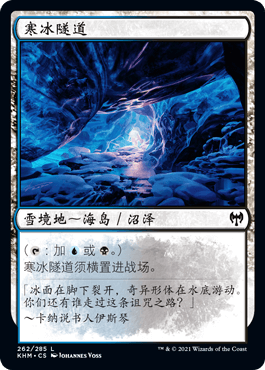 寒冰隧道
雪境地～海岛／沼泽
（：加或。）
寒冰隧道须横置进战场。
「冰面在脚下裂开，奇异形体在水底游动。
你们还有谁走过这条诅咒之路？」
～卡纳说书人伊斯琴
262/285 L
KHM • CS Johannes Voss
™ & © 2021 Wizards of the Coast